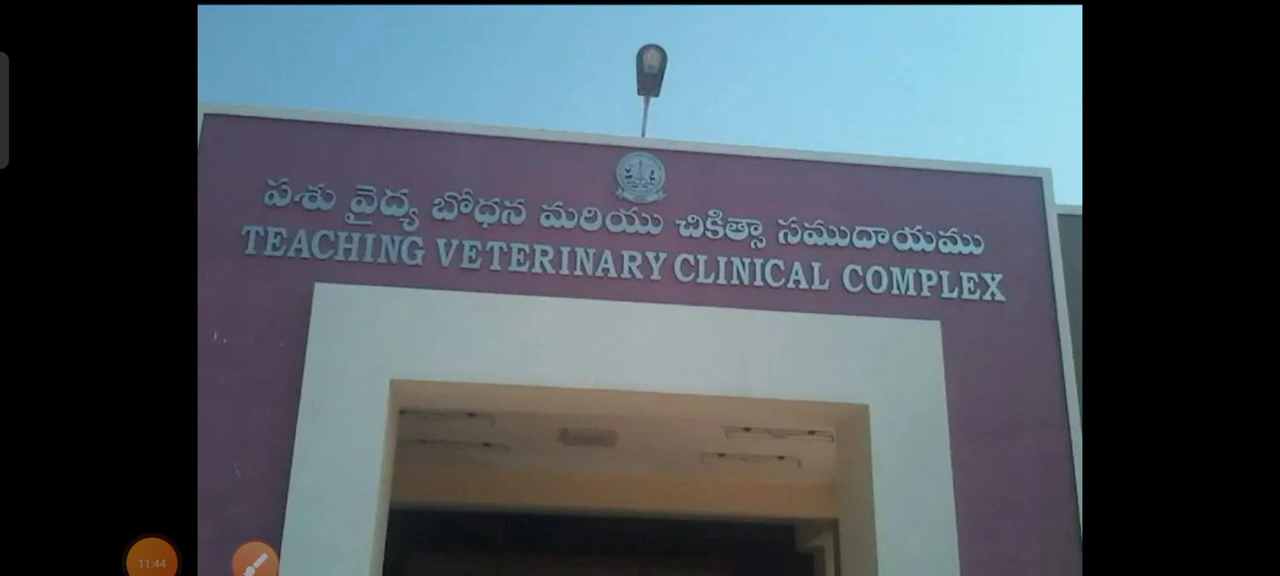 పశు వైద్య బోధన మరియు చికిత్సా సముదాయము
TEACHING VETERINARY CLINICAL COMPLEX
11:44